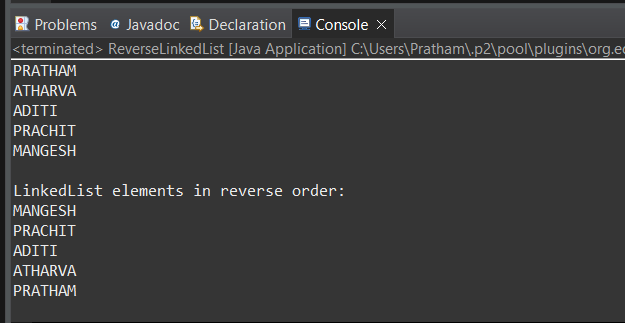 Problems @ Javadoc Declaration Console
<terminated> ReverseLinkedList [Java Application] C:\Users\Pratham\.p2\pool\plugins\org.ec
PRATHAM
ATHARVA
ADITI
PRACHIT
MANGESH

LinkedList elements in reverse order:
MANGESH
PRACHIT
ADITI
ATHARVA
PRATHAM